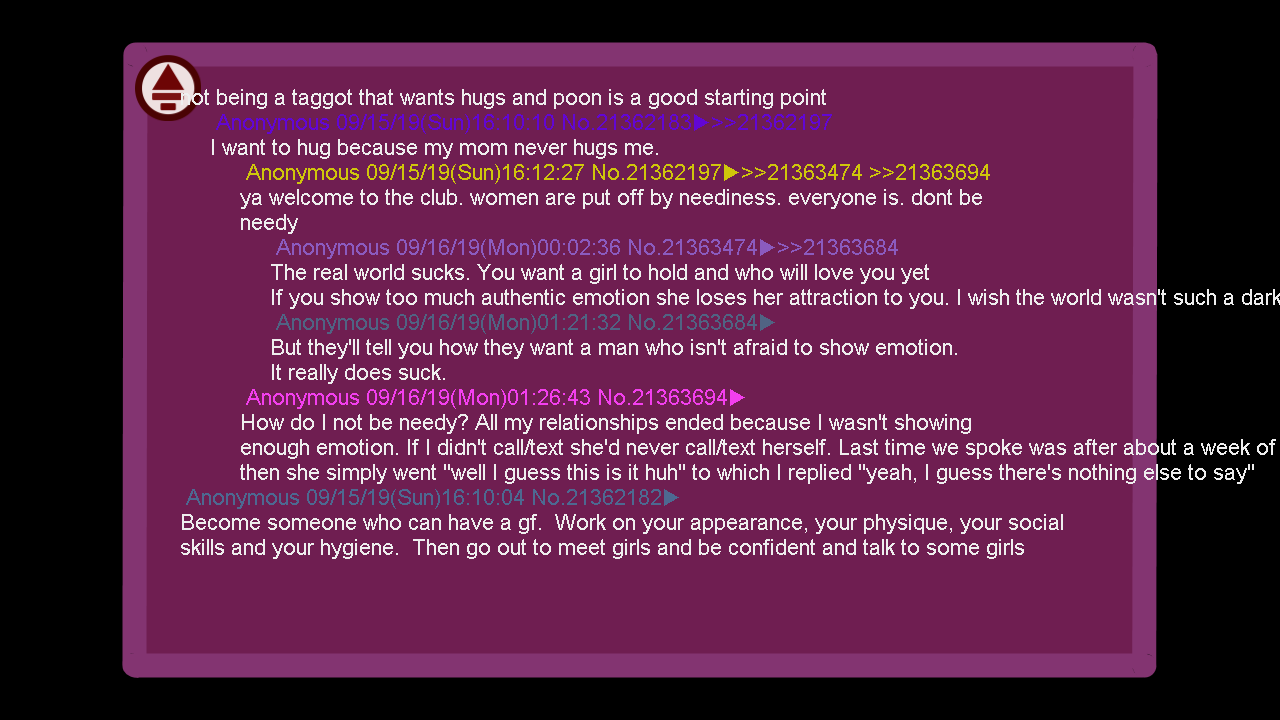 not being a taggot that wants hugs and poon is a good starting point
Anonymous 09/15/19(Sun)16:10:10 No.21362183▶>>21362197
I want to hug because my mom never hugs me.
Anonymous 09/15/19(Sun)16:12:27 No.21362197▶>>21363474 >>21363694
ya welcome to the club. women are put off by neediness. everyone is. dont be
needy
Anonymous 09/16/19(Mon)00:02:36 No.21363474▶>>21363684
The real world sucks. You want a girl to hold and who will love you yet
If you show too much authentic emotion she loses her attraction to you. I wish the world wasn't such a dark
Anonymous 09/16/19(Mon)01:21:32 No.21363684▶
But they'll tell you how they want a man who isn't afraid to show emotion.
It really does suck.
Anonymous 09/16/19(Mon)01:26:43 No.21363694▶
How do I not be needy? All my relationships ended because I wasn't showing
enough emotion. If I didn't call/text she'd never call/text herself. Last time we spoke was after about a week of
then she simply went "well I guess this is it huh" to which I replied "yeah, I guess there's nothing else to say"
Anonymous 09/15/19(Sun)16:10:04 No.21362182▶
Become someone who can have a gf.  Work on your appearance, your physique, your social
skills and your hygiene.  Then go out to meet girls and be confident and talk to some girls